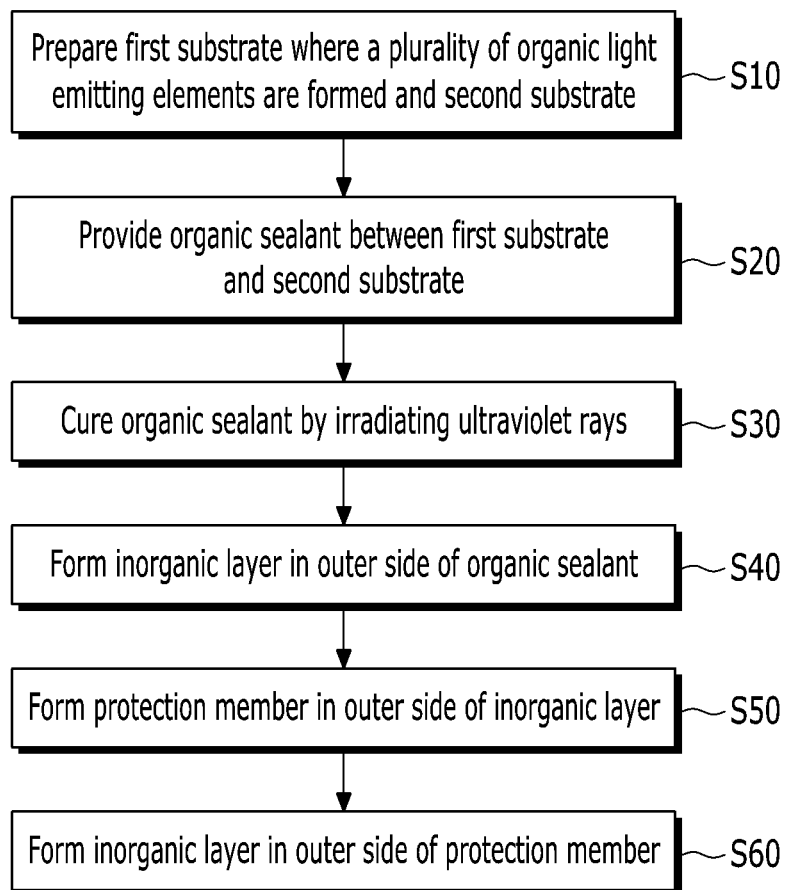 Prepare first substrate where a plurality of organic light
emitting elements are formed and second substrate
S10
Provide organic sealant between first substrate
and second substrate
S20
Cure organic sealant by irradiating ultraviolet rays
S30
Form inorganic layer in outer side of organic sealant
S40
Form protection member in outer side of inorganic layer
S50
Form inorganic layer in outer side of protection member
S60